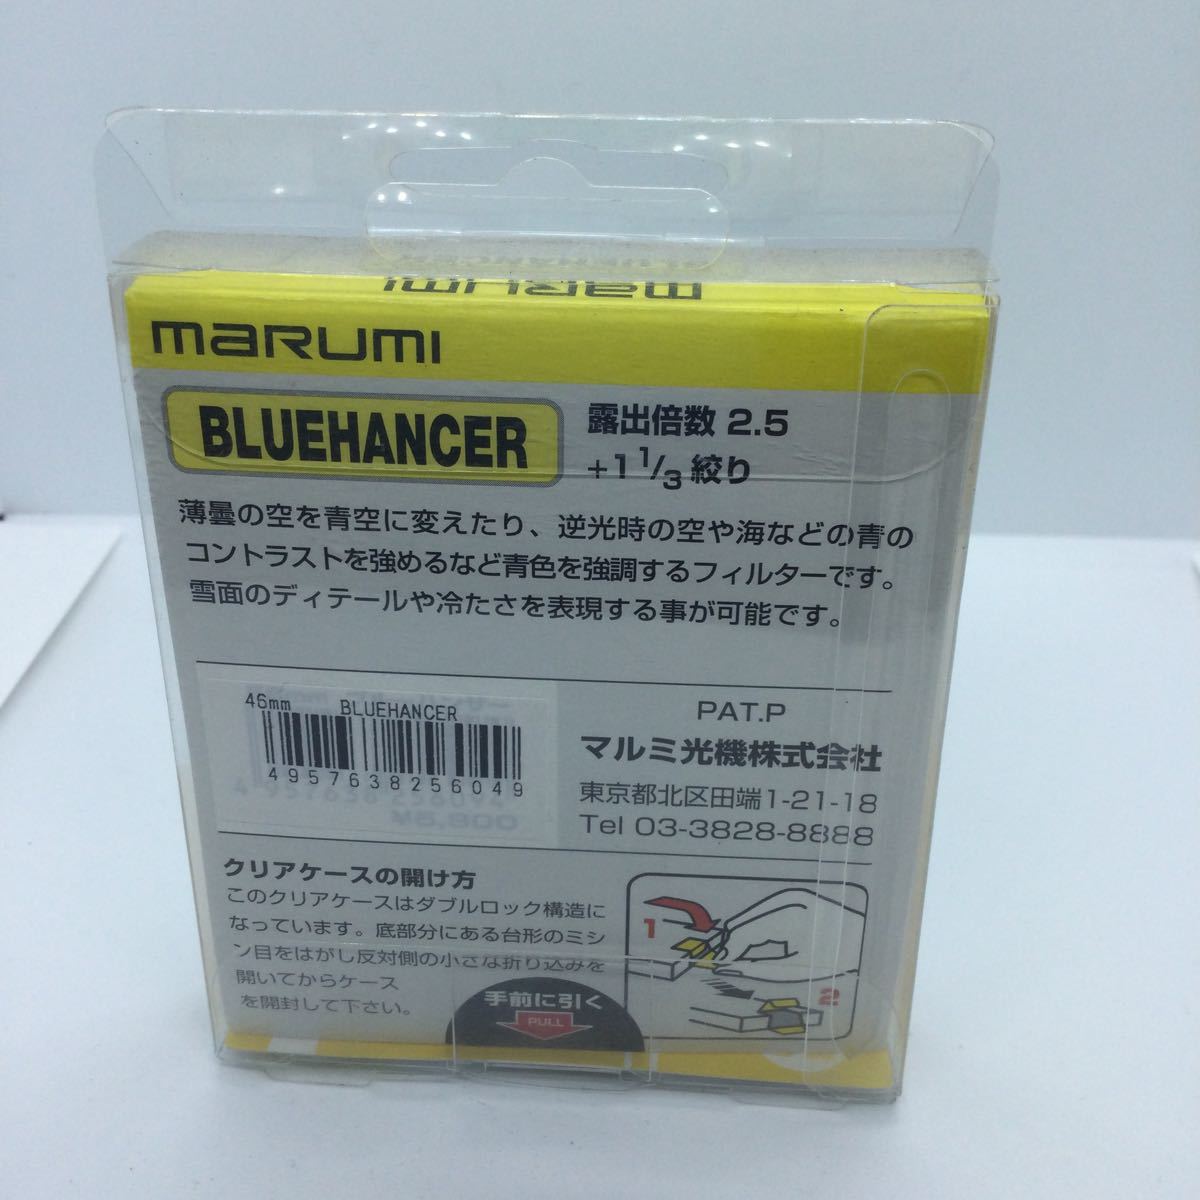 marumi
marumi
BLUEHANCER
露出倍数 2.5
+1 1/3 絞り
薄曇の空を青空に変えたり、逆光時の空や海などの青の
コントラストを強めるなど青色を強調するフィルターです。
雪面のディテールや冷たさを表現する事が可能です。
46mm BLUEHANCER
4957638256049
¥5,800
PAT.P
マルミ光機株式会社
東京都北区田端1-21-18
Tel 03-3828-8888
クリアケースの開け方
このクリアケースはダブルロック構造に
なっています。底部分にある台形のミシ
ン目をはがし反対側の小さな折り込みを
開いてからケース
を開封して下さい。
手前に引く
PULL
1
2